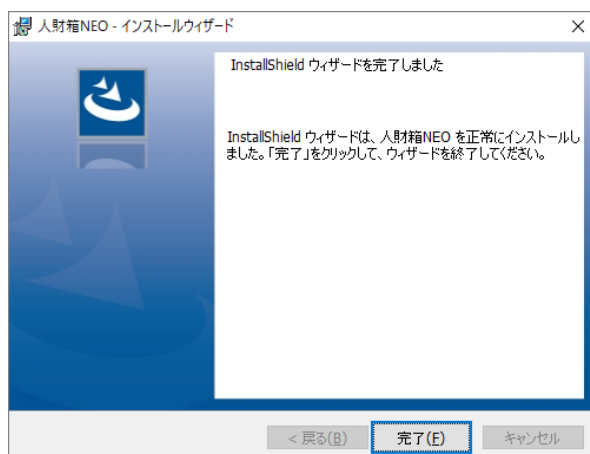 人財箱NEO - インストールウィザード
InstallShield ウィザードを完了しました
InstallShield ウィザードは、人財箱NEO を正常にインストールし
ました。「完了」をクリックして、ウィザードを終了してください。
< 戻る(B)
完了(F)
キャンセル